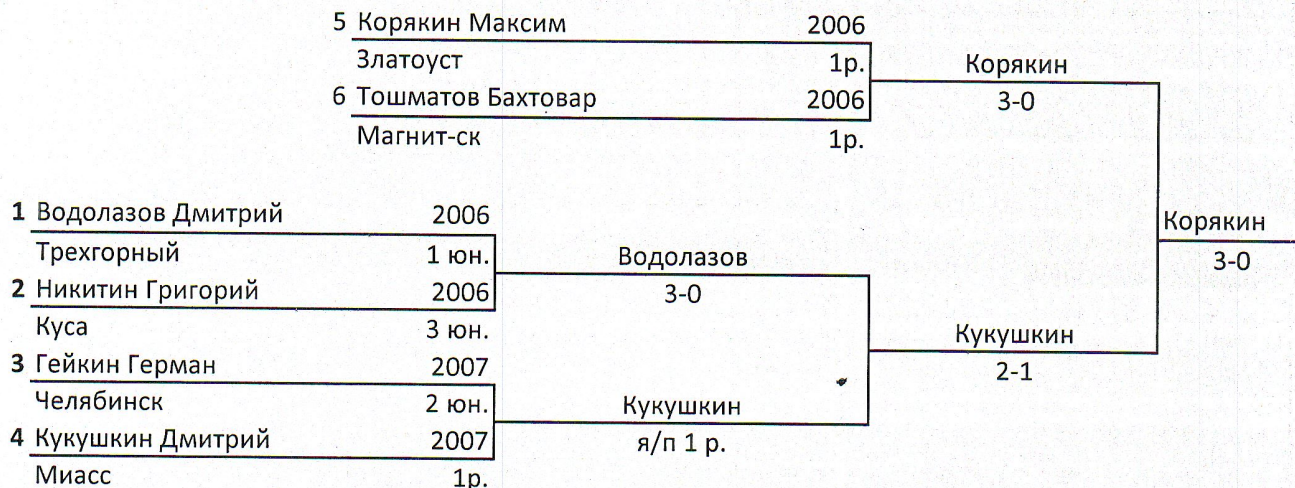 5 Корякин Максим 2006
Златоуст 1р.
Корякин
6 Тошматов Бахтовар 2006
3-0
Магнит-ск 1р.
1 Водолазов Дмитрий 2006
Корякин
Трехгорный 1 юн.
Водолазов
3-0
2 Никитин Григорий 2006
3-0
Куса 3 юн.
Кукушкин
3 Гейкин Герман 2007
2-1
Челябинск 2 юн.
Кукушкин
4 Кукушкин Дмитрий 2007
я/п 1 р.
Миасс 1р.